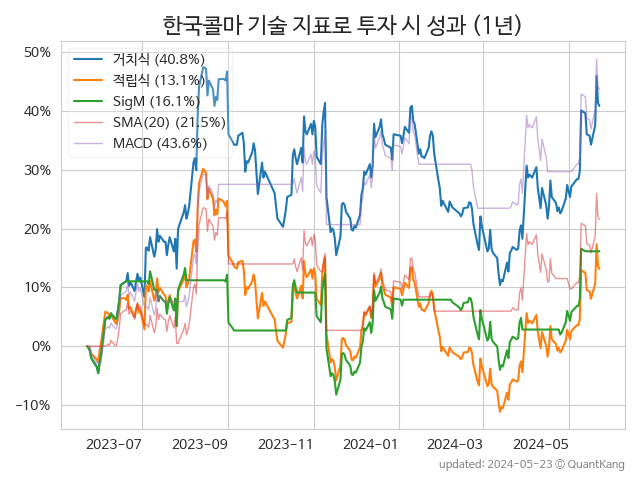 한국콜마 기술 지표로 투자 시 성과 (1년)
50%
40%
30%
20%
10%
0%
−10%
거치식 (40.8%)
적립식 (13.1%)
SigM (16.1%)
SMA(20) (21.5%)
MACD (43.6%)
2023-07 2023-09 2023-11 2024-01 2024-03 2024-05
updated: 2024-05-23 © QuantKang